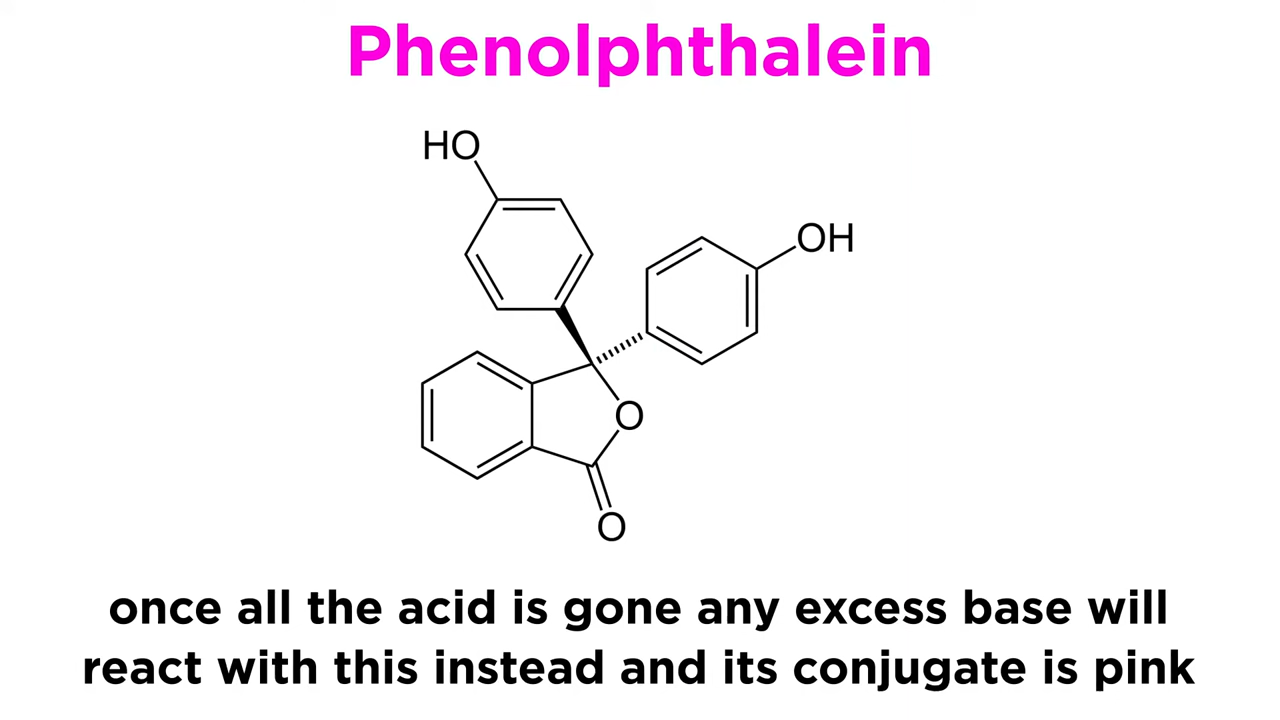 Phenolphthalein
HO
OH
O
O
once all the acid is gone any excess base will
react with this instead and its conjugate is pink